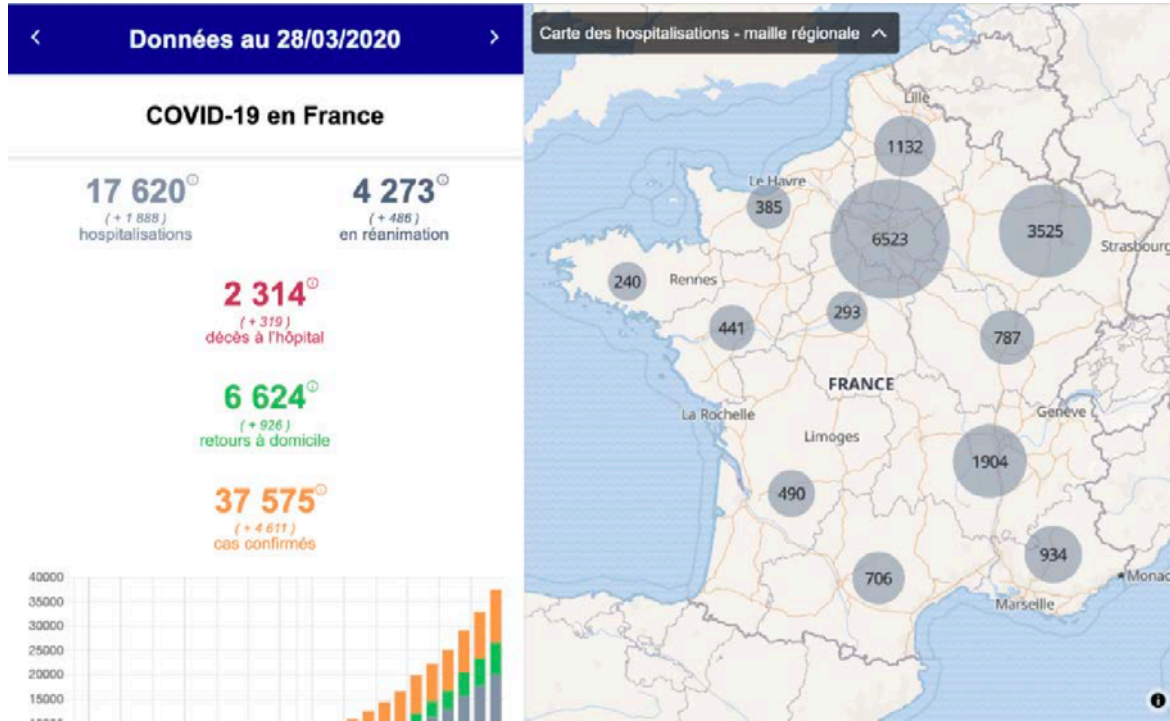 Données au 28/03/2020
COVID-19 en France
17 620
( + 1 888 )
hospitalisations
4 273
( + 486 )
en réanimation
2 314
( + 319 )
décès à l'hôpital
6 624
( + 926 )
retours à domicile
37 575
( + 4 611 )
cas confirmés
40000
35000
30000
25000
20000
15000
Carte des hospitalisations - maille régionale
Lille
1132
Le Havre
385
6523
3525
Strasbourg
240
Rennes
293
441
787
FRANCE
La Rochelle
Genève
Limoges
1904
490
934
706
Monac
Marseille